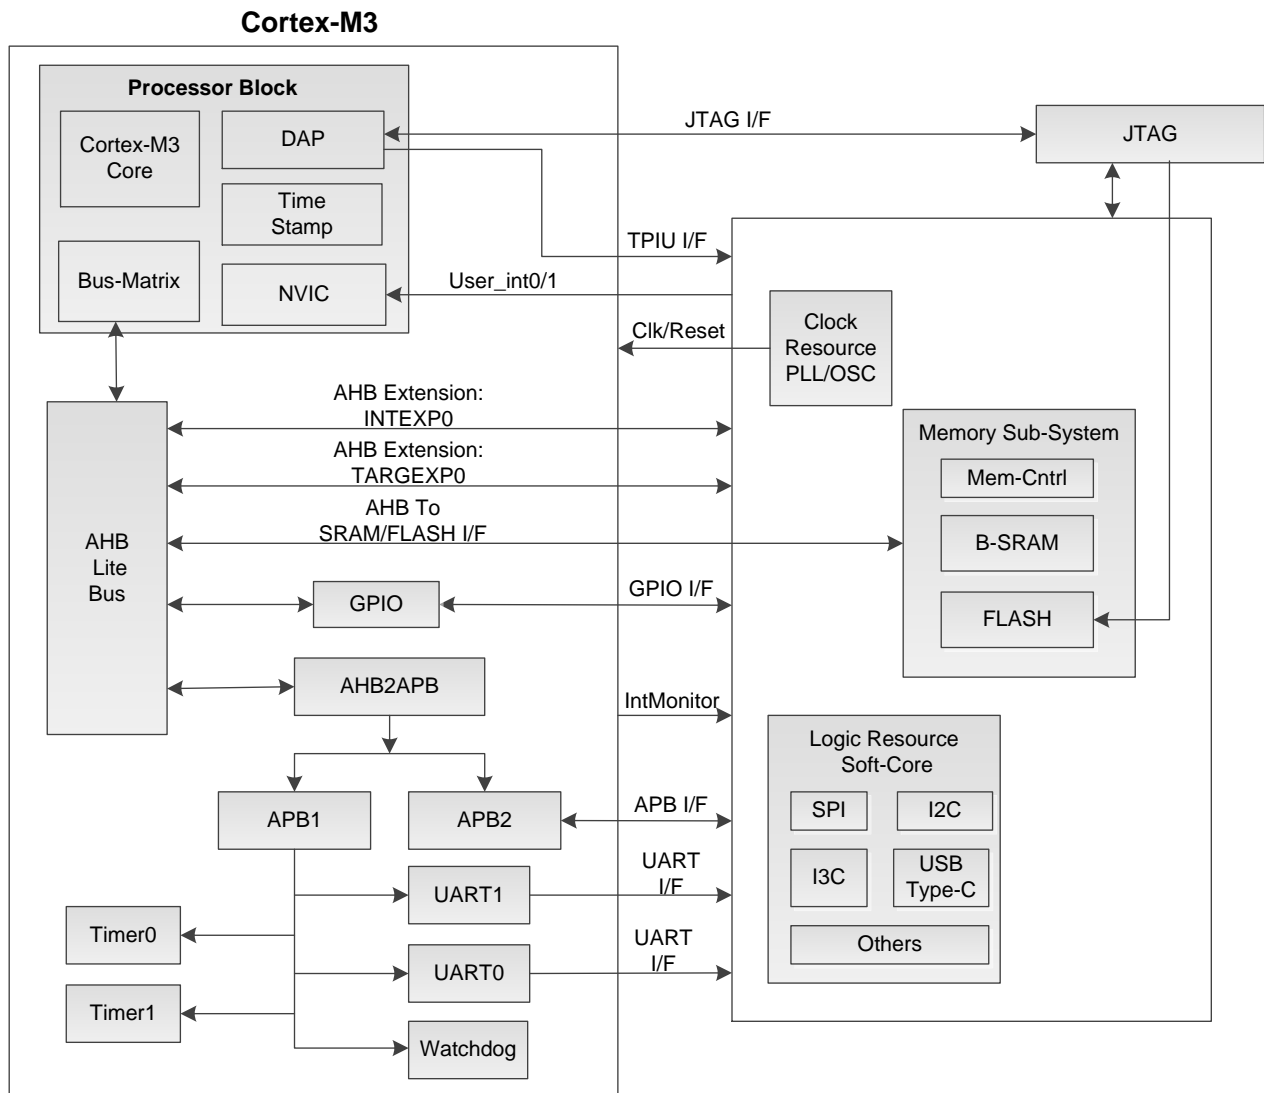 Cortex-M3
Processor Block
Cortex-M3
Core
DAP
Time
Stamp
Bus-Matrix
NVIC
JTAG I/F
JTAG
TPIU I/F
User_int0/1
Clk/Reset
Clock
Resource
PLL/OSC
AHB Extension:
INTEXP0
AHB Extension:
TARGEXP0
AHB To
SRAM/FLASH I/F
AHB
Lite
Bus
GPIO
GPIO I/F
Memory Sub-System
Mem-Cntrl
B-SRAM
FLASH
AHB2APB
IntMonitor
APB1
APB2
APB I/F
Logic Resource
Soft-Core
SPI
I2C
I3C
USB
Type-C
Others
UART1
UART
I/F
Timer0
UART0
UART
I/F
Timer1
Watchdog